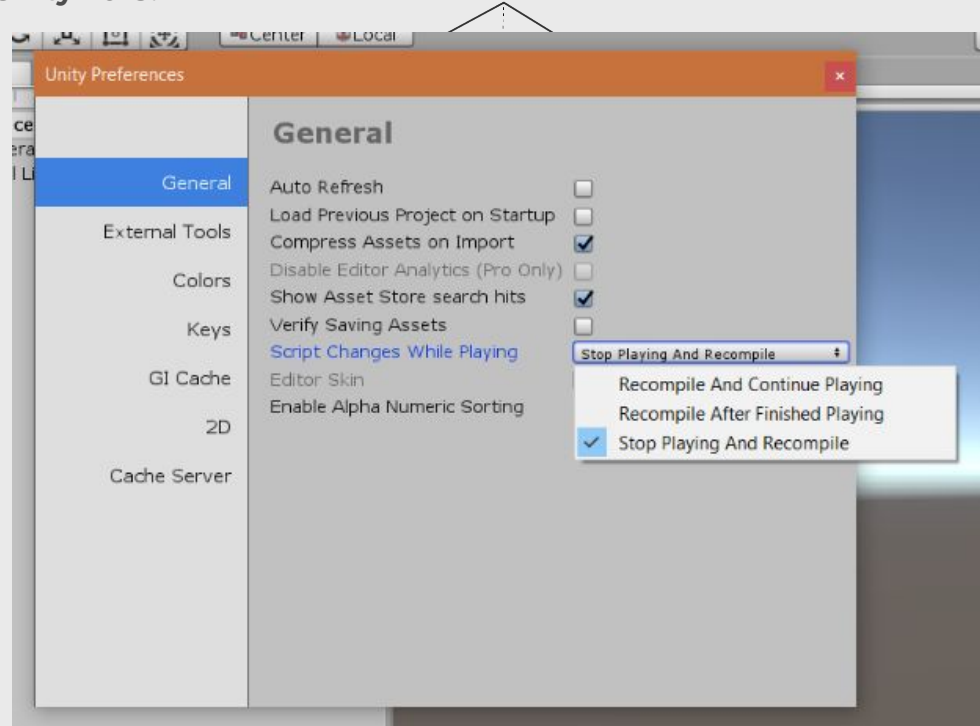 Center Local
Unity Preferences
General
General
External Tools
Colors
Keys
GI Cache
2D
Cache Server
Auto Refresh
Load Previous Project on Startup
Compress Assets on Import
Disable Editor Analytics (Pro Only)
Show Asset Store search hits
Verify Saving Assets
Script Changes While Playing Stop Playing And Recompile
Editor Skin
Enable Alpha Numeric Sorting
Recompile And Continue Playing
Recompile After Finished Playing
Stop Playing And Recompile